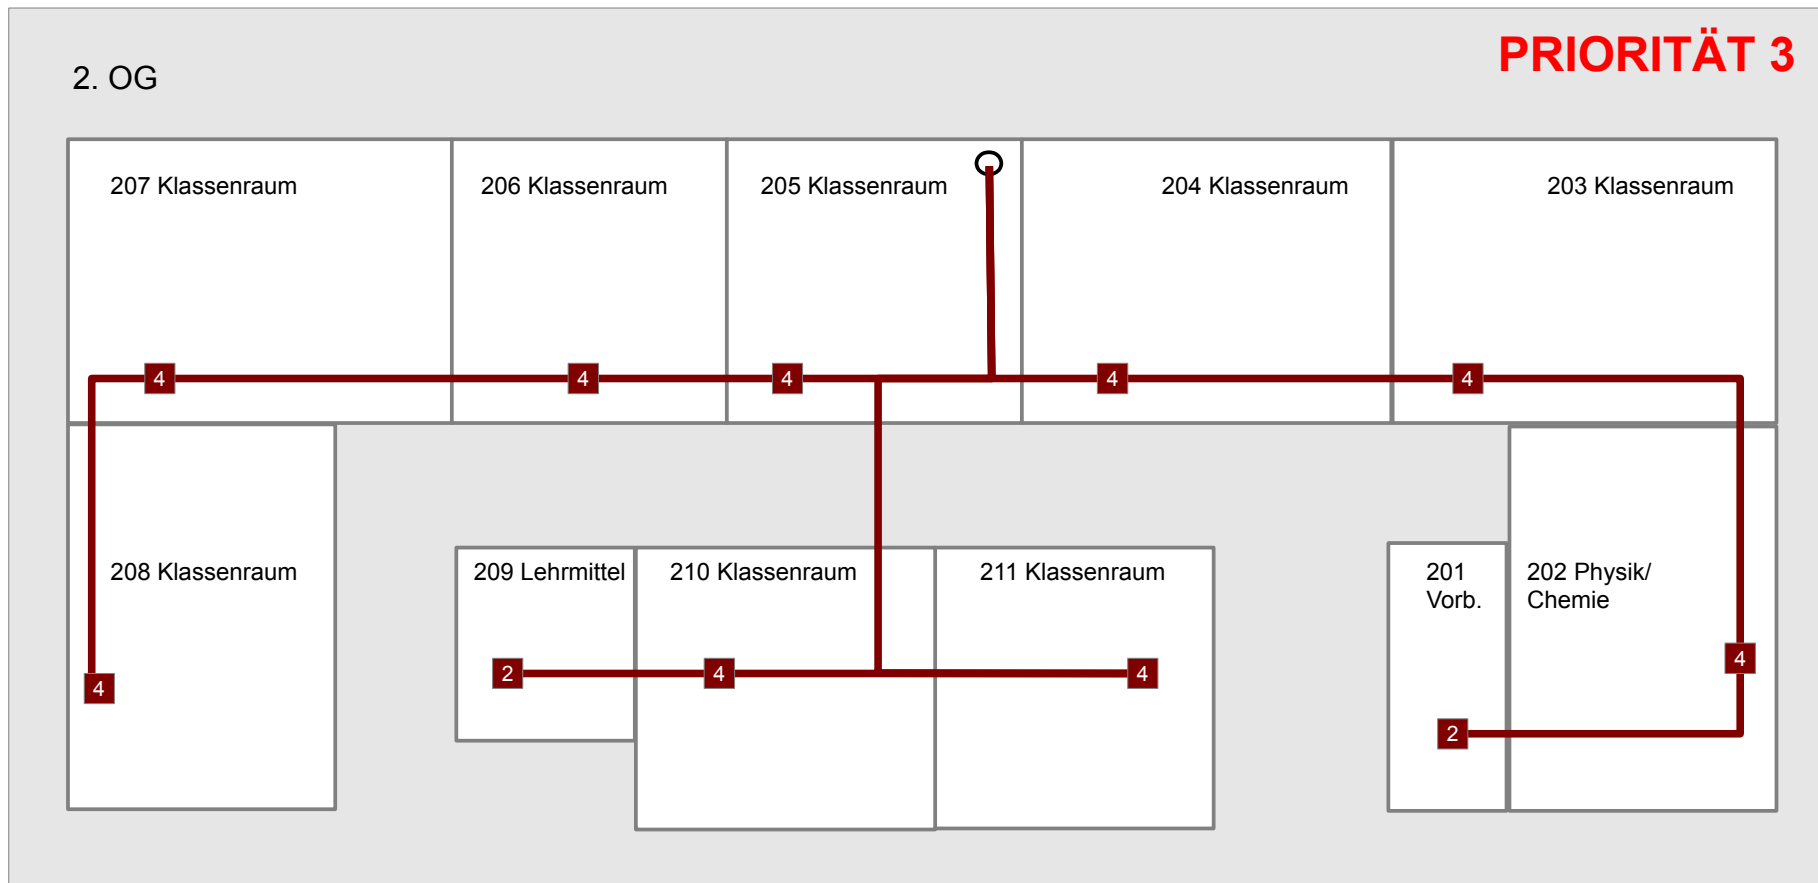 PRIORITÄT 3
2. OG
207 Klassenraum
206 Klassenraum
205 Klassenraum
204 Klassenraum
203 Klassenraum
4
4
4
4
4
208 Klassenraum
209 Lehrmittel
210 Klassenraum
211 Klassenraum
201
Vorb.
202 Physik/
Chemie
4
2
4
4
4
2